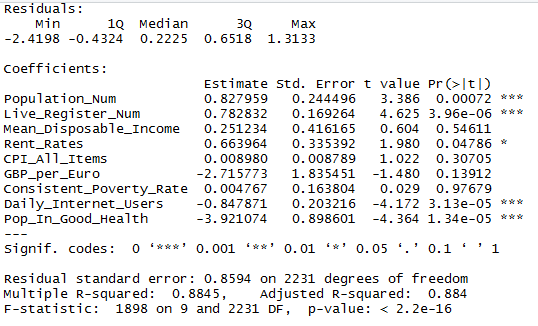 Residuals:
    Min      1Q  Median      3Q     Max
-2.4198 -0.4324  0.2225  0.6518  1.3133

Coefficients:
                         Estimate Std. Error t value Pr(>|t|)
Population_Num           0.827959   0.244496   3.386  0.00072 ***
Live_Register_Num        0.782832   0.169264   4.625 3.96e-06 ***
Mean_Disposable_Income   0.251234   0.416165   0.604  0.54611
Rent_Rates               0.663964   0.335392   1.980  0.04786 *
CPI_All_Items            0.008980   0.008789   1.022  0.30705
GBP_per_Euro            -2.715773   1.835451  -1.480  0.13912
Consistent_Poverty_Rate  0.004767   0.163804   0.029  0.97679
Daily_Internet_Users    -0.847871   0.203216  -4.172 3.13e-05 ***
Pop_In_Good_Health      -3.921074   0.898601  -4.364 1.34e-05 ***
---
Signif. codes:  0 ‘***’ 0.001 ‘**’ 0.01 ‘*’ 0.05 ‘.’ 0.1 ‘ ’ 1

Residual standard error: 0.8594 on 2231 degrees of freedom
Multiple R-squared:  0.8845,    Adjusted R-squared:  0.884
F-statistic:  1898 on 9 and 2231 DF,  p-value: < 2.2e-16